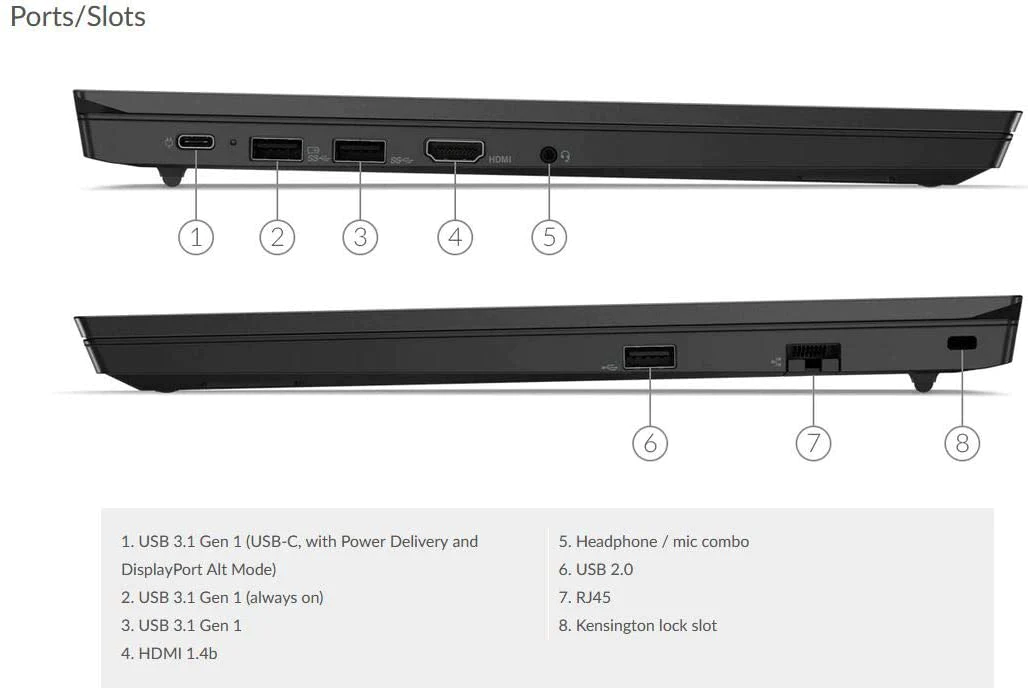 Ports/Slots
SS
SS
HDMI
1
2
3
4
5
6
7
8
1. USB 3.1 Gen 1 (USB-C, with Power Delivery and
DisplayPort Alt Mode)
2. USB 3.1 Gen 1 (always on)
3. USB 3.1 Gen 1
4. HDMI 1.4b
5. Headphone / mic combo
6. USB 2.0
7. RJ45
8. Kensington lock slot